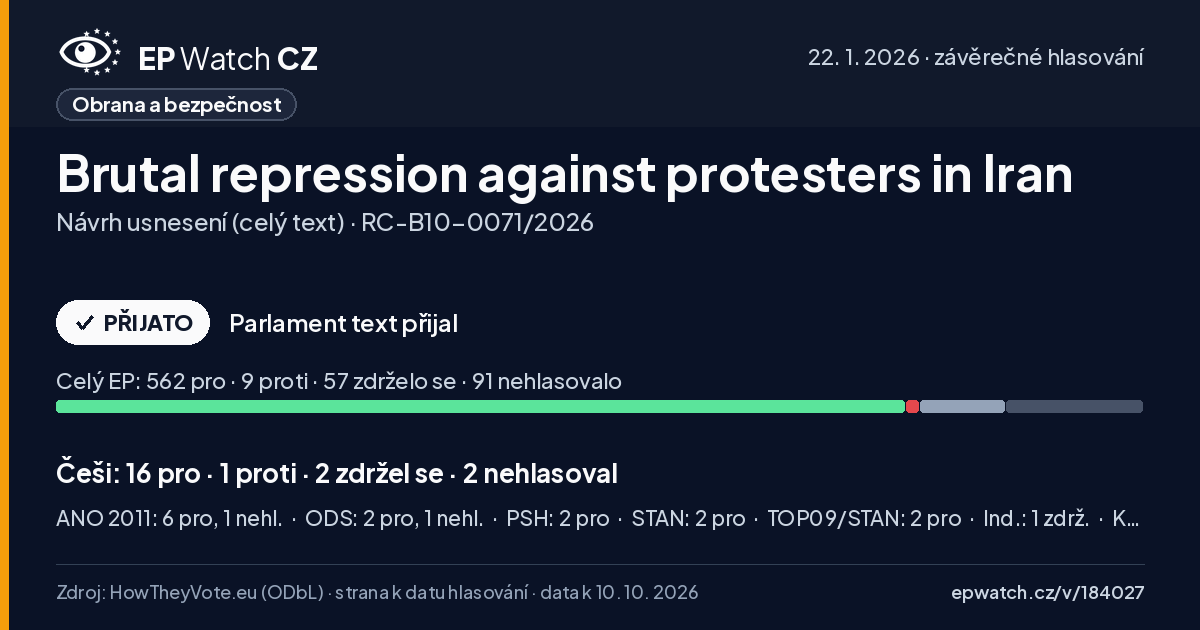 EP Watch CZ
22. 1. 2026 · závěrečné hlasování
Obrana a bezpečnost
Brutal repression against protesters in Iran
Návrh usnesení (celý text) · RC-B10-0071/2026
✓ PŘIJATO Parlament text přijal
Celý EP: 562 pro · 9 proti · 57 zdrželo se · 91 nehlasovalo
Češi: 16 pro · 1 proti · 2 zdržel se · 2 nehlasoval
ANO 2011: 6 pro, 1 nehl. · ODS: 2 pro, 1 nehl. · PSH: 2 pro · STAN: 2 pro · TOP09/STAN: 2 pro · Ind.: 1 zdrž. · K…
Zdroj: HowTheyVote.eu (ODbL) · strana k datu hlasování · data k 10. 10. 2026
epwatch.cz/v/184027